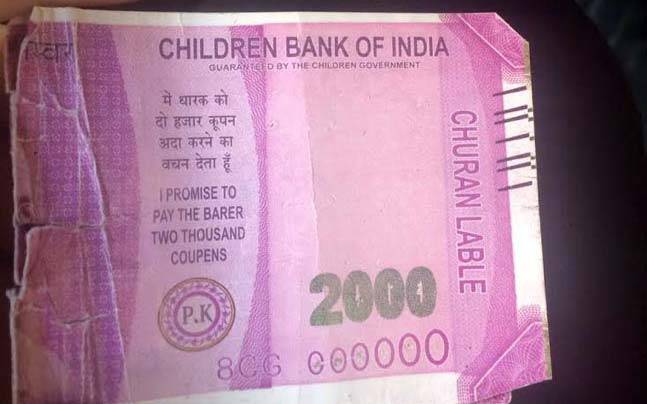 CHILDREN BANK OF INDIA
GUARANTEED BY THE CHILDREN GOVERNMENT
मे धारक को
दो हजार कूपन
अदा करने का
वचन देता हूँ
I PROMISE TO
PAY THE BARER
TWO THOUSAND
COUPENS
P.K
CHURAN LABLE
2000
8CG 000000